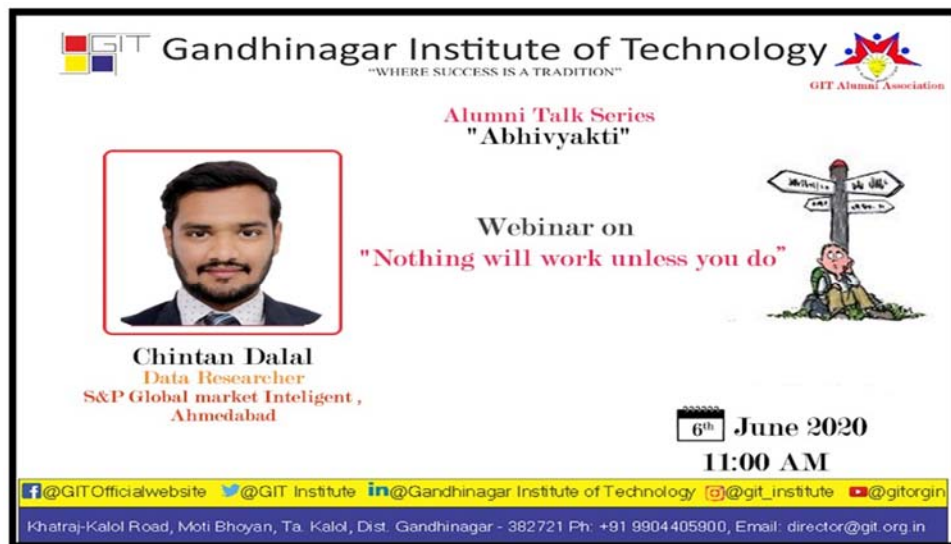 GIT Gandhinagar Institute of Technology
"WHERE SUCCESS IS A TRADITION"
GIT Alumni Association
Alumni Talk Series
"Abhivyakti"
Webinar on
"Nothing will work unless you do"
Chintan Dalal
Data Researcher
S&P Global market Inteligent ,
Ahmedabad
6th June 2020
11:00 AM
@GITOfficialwebsite @GIT Institute in@Gandhinagar Institute of Technology @git_institute @gitorgin
Khatraj-Kalol Road, Moti Bhoyan, Ta. Kalol, Dist. Gandhinagar - 382721 Ph: +91 9904405900, Email: director@git.org.in